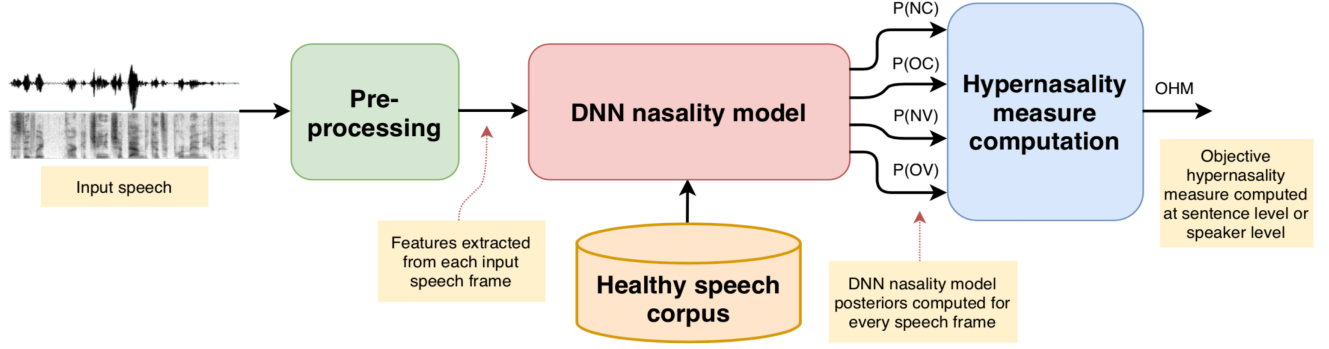 Input speech
Pre-
processing
Features extracted
from each input
speech frame
DNN nasality model
Healthy speech
corpus
P(NC)
P(OC)
P(NV)
P(OV)
DNN nasality model
posteriors computed for
every speech frame
Hypernasality
measure
computation
OHM
Objective
hypernasality
measure computed
at sentence level or
speaker level